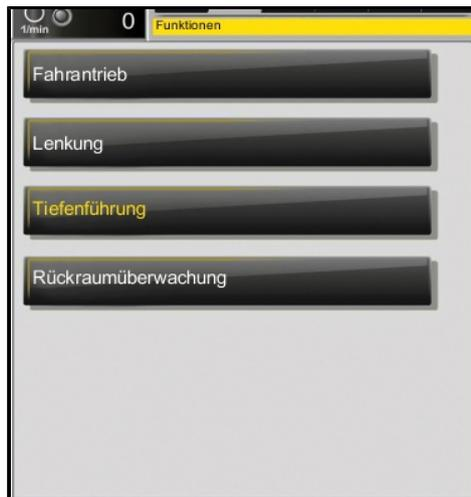 1/min
0
Funktionen
Fahrantrieb
Lenkung
Tiefenführung
Rückraumüberwachung